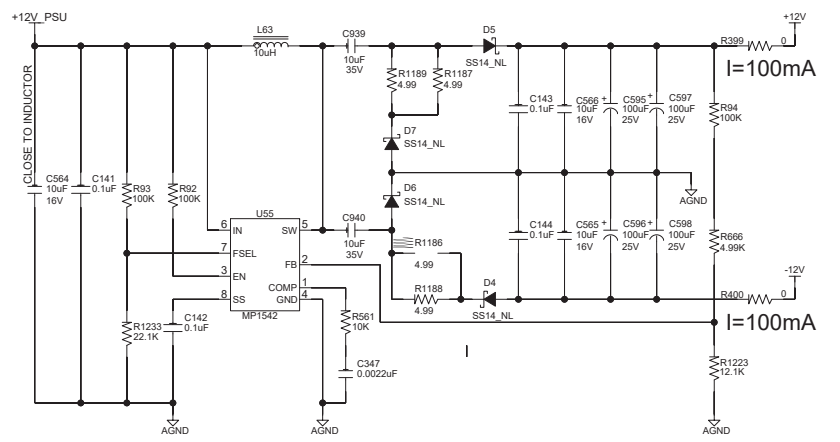 +12V_PSU
L63
10uH
C939
10uF
35V
D5
SS14_NL
+12V
R399
0
I=100mA
R1189
4.99
R1187
4.99
CLOSE TO INDUCTOR
C143
0.1uF
C566
10uF
16V
+
C595
100uF
25V
+
C597
100uF
25V
R94
100K
D7
SS14_NL
C564
10uF
16V
C141
0.1uF
R93
100K
R92
100K
D6
SS14_NL
AGND
U55
6
IN
SW
5
7
FSEL
FB
2
3
EN
COMP
1
8
SS
GND
4
MP1542
C940
10uF
35V
R1186
4.99
C144
0.1uF
C565
10uF
16V
+
C596
100uF
25V
+
C598
100uF
25V
R666
4.99K
-12V
R1188
4.99
D4
SS14_NL
R400
0
I=100mA
R1233
22.1K
C142
0.1uF
R561
10K
I
C347
0.0022uF
R1223
12.1K
AGND
AGND
AGND